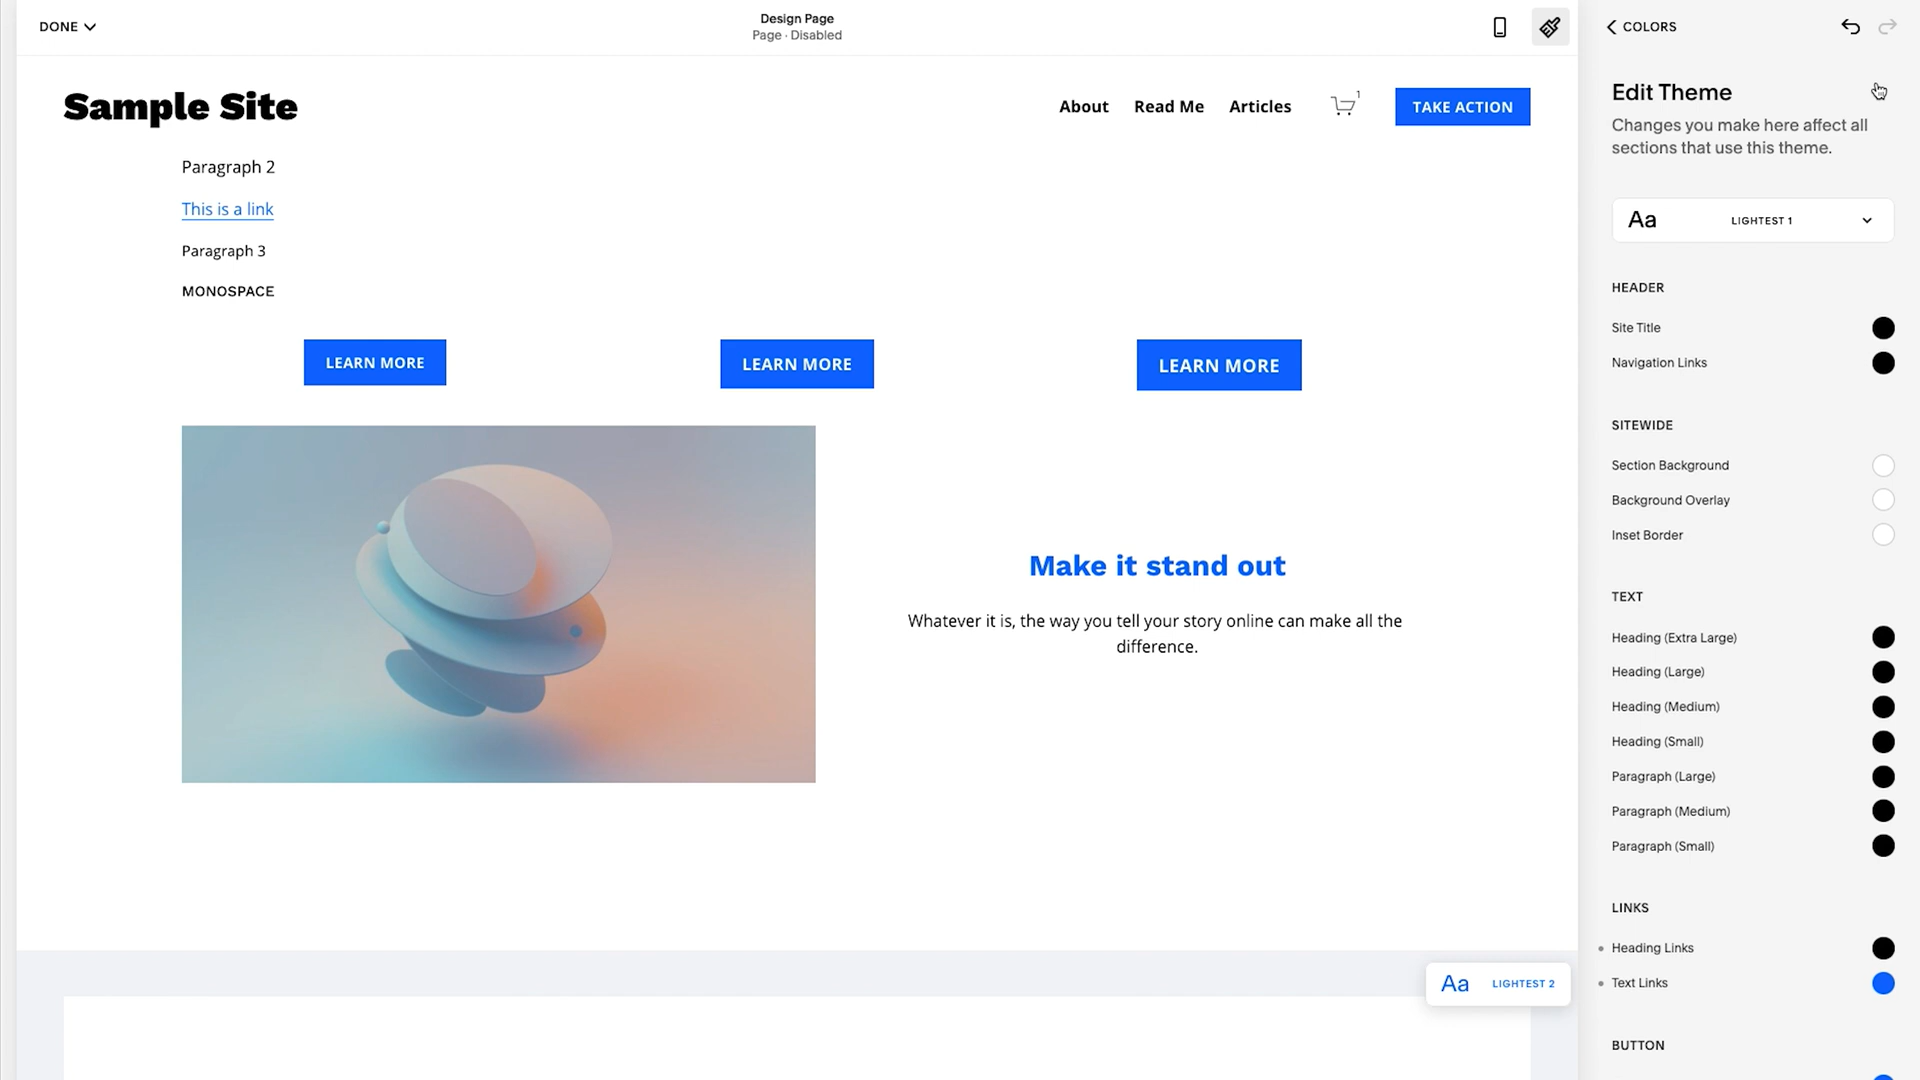 DONE
Design Page
Page · Disabled
COLORS
Sample Site
About
Read Me
Articles
1
TAKE ACTION
Paragraph 2
This is a link
Paragraph 3
MONOSPACE
LEARN MORE
LEARN MORE
LEARN MORE
Make it stand out
Whatever it is, the way you tell your story online can make all the
difference.
Aa LIGHTEST 2
Edit Theme
Changes you make here affect all
sections that use this theme.
Aa LIGHTEST 1
HEADER
Site Title
Navigation Links
SITEWIDE
Section Background
Background Overlay
Inset Border
TEXT
Heading (Extra Large)
Heading (Large)
Heading (Medium)
Heading (Small)
Paragraph (Large)
Paragraph (Medium)
Paragraph (Small)
LINKS
Heading Links
Text Links
BUTTON